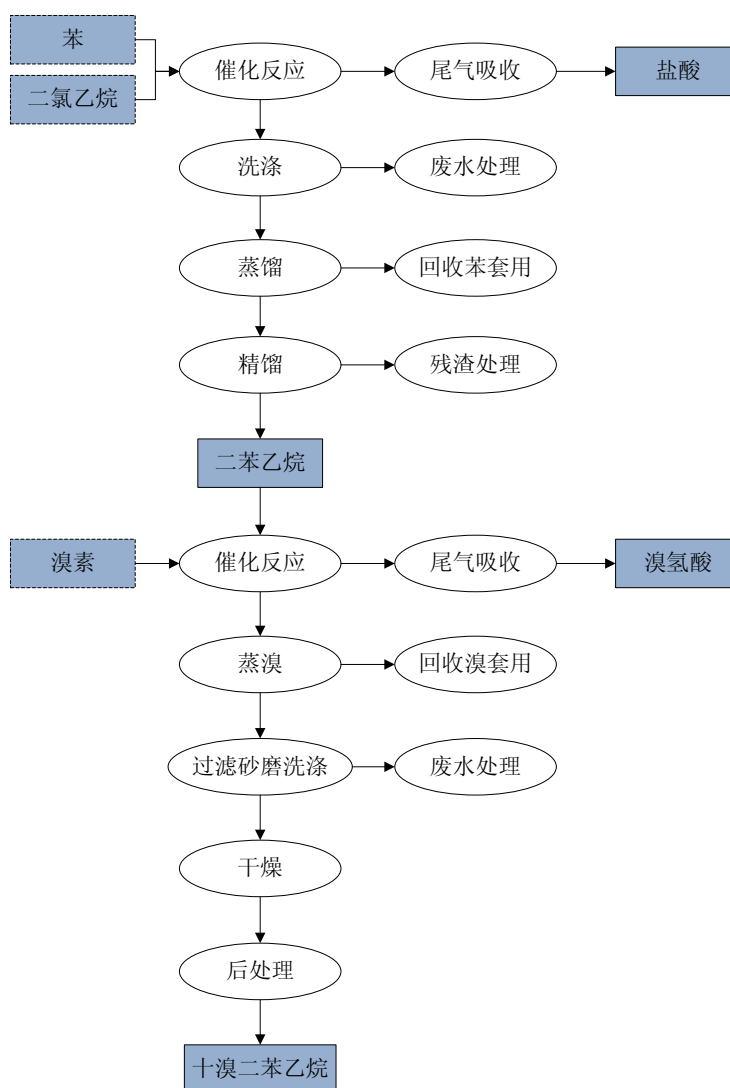 苯
二氯乙烷
催化反应
尾气吸收
盐酸
洗涤
废水处理
蒸馏
回收苯套用
精馏
残渣处理
二苯乙烷
溴素
催化反应
尾气吸收
溴氢酸
蒸溴
回收溴套用
过滤砂磨洗涤
废水处理
干燥
后处理
十溴二苯乙烷